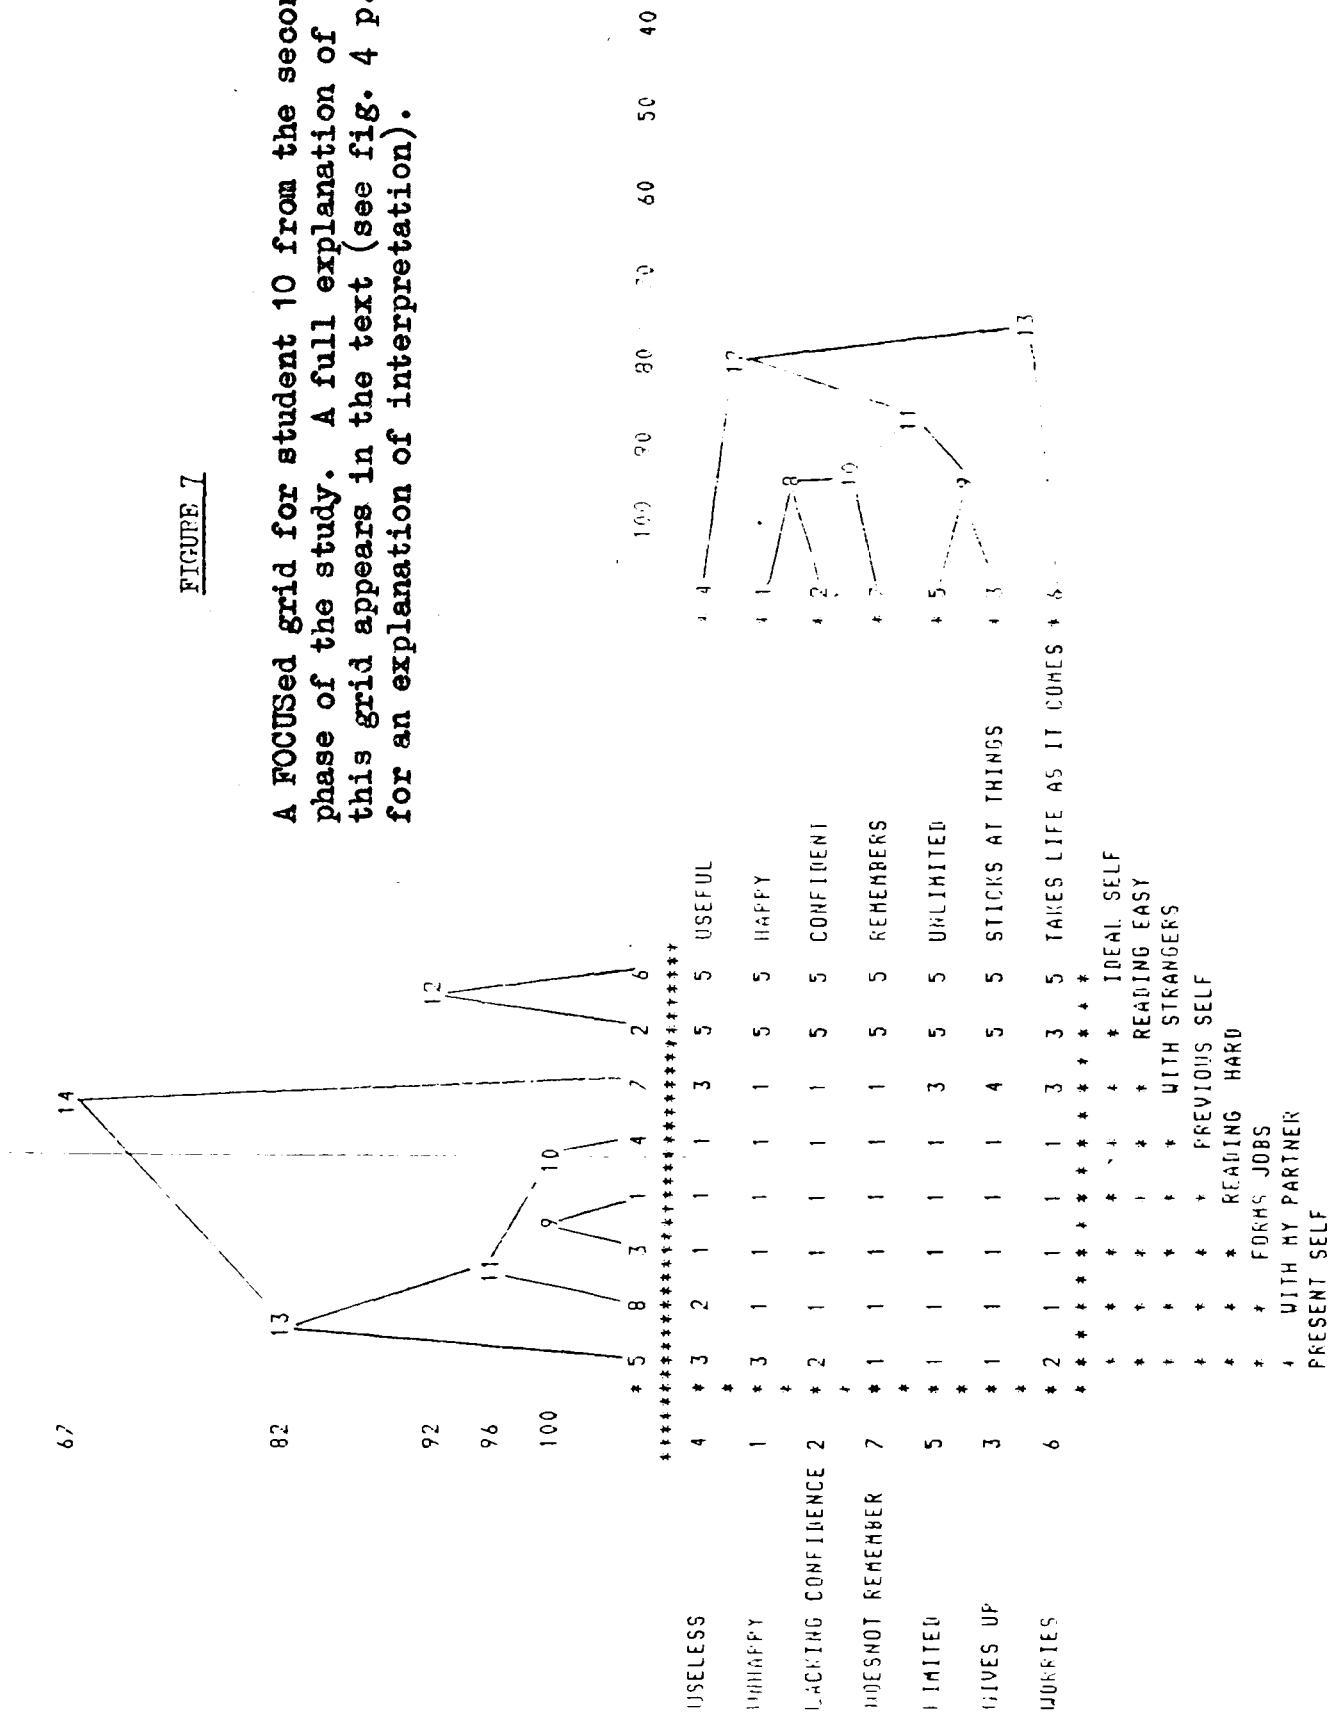 FIGURE 7
A FOCUSed grid for student 10 from the
phase of the study. A full explanation of
this grid appears in the text (see fig. 4
for an explanation of interpretation).
67
14
82
13
92
12
96
11
100
9 10
* 5 8 3 1 4 7 2 6
100 90 80 70 60 50 40
USELESS 4 * 3 2 1 1 1 3 5 5 USEFUL * 4
UNHAPPY 1 * 3 1 1 1 1 1 5 5 HAPPY * 1
LACKING CONFIDENCE 2 * 2 1 1 1 1 1 5 5 CONFIDENT * 2
DOESNOT REMEMBER 7 * 1 1 1 1 1 1 5 5 REMEMBERS * 7
LIMITED 5 * 1 1 1 1 1 3 5 5 UNLIMITED * 5
GIVES UP 3 * 1 1 1 1 1 4 5 5 STICKS AT THINGS * 3
WORRIES 6 * 2 1 1 1 1 3 3 5 TAKES LIFE AS IT COMES * 6
8 10 9 11 12 13
* * * * * * * IDEAL SELF
* * * * * * READING EASY
* * * * * WITH STRANGERS
* * * * PREVIOUS SELF
* * * READING HARD
* * FORMS JOBS
* WITH MY PARTNER
PRESENT SELF